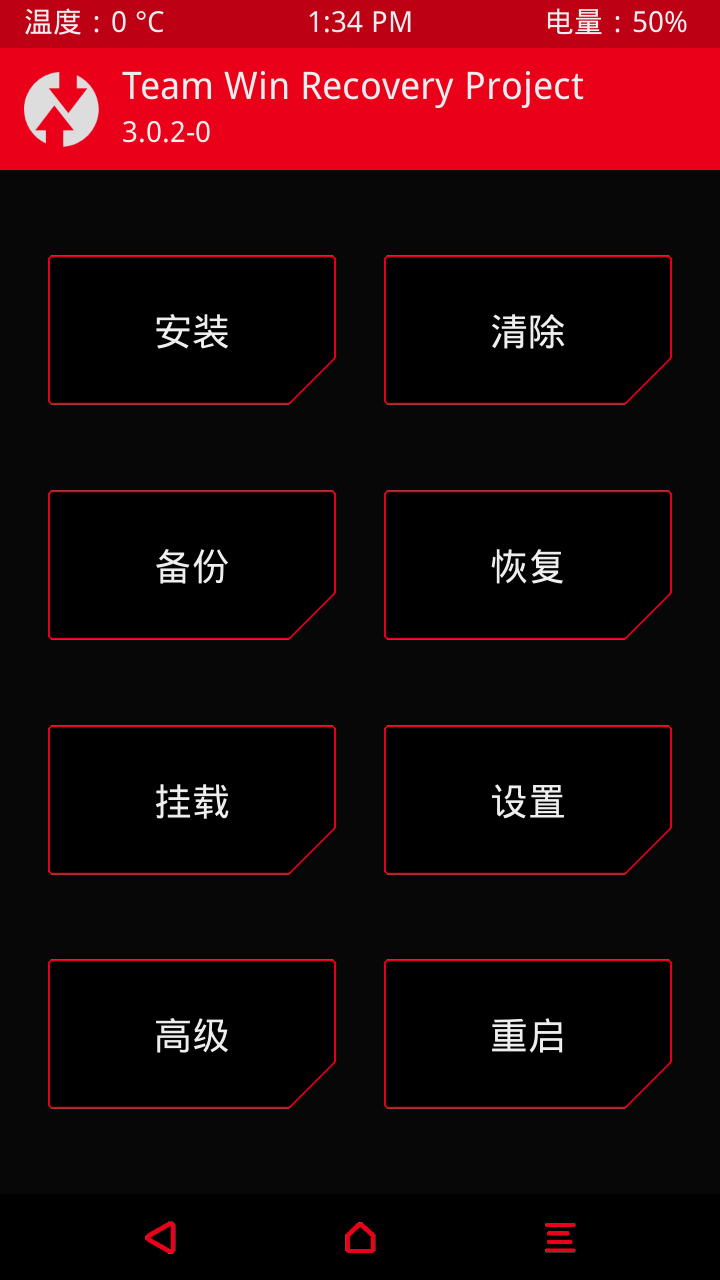 温度：0 °C 1:34 PM 电量：50%
Team Win Recovery Project
3.0.2-0
安装 清除
备份 恢复
挂载 设置
高级 重启